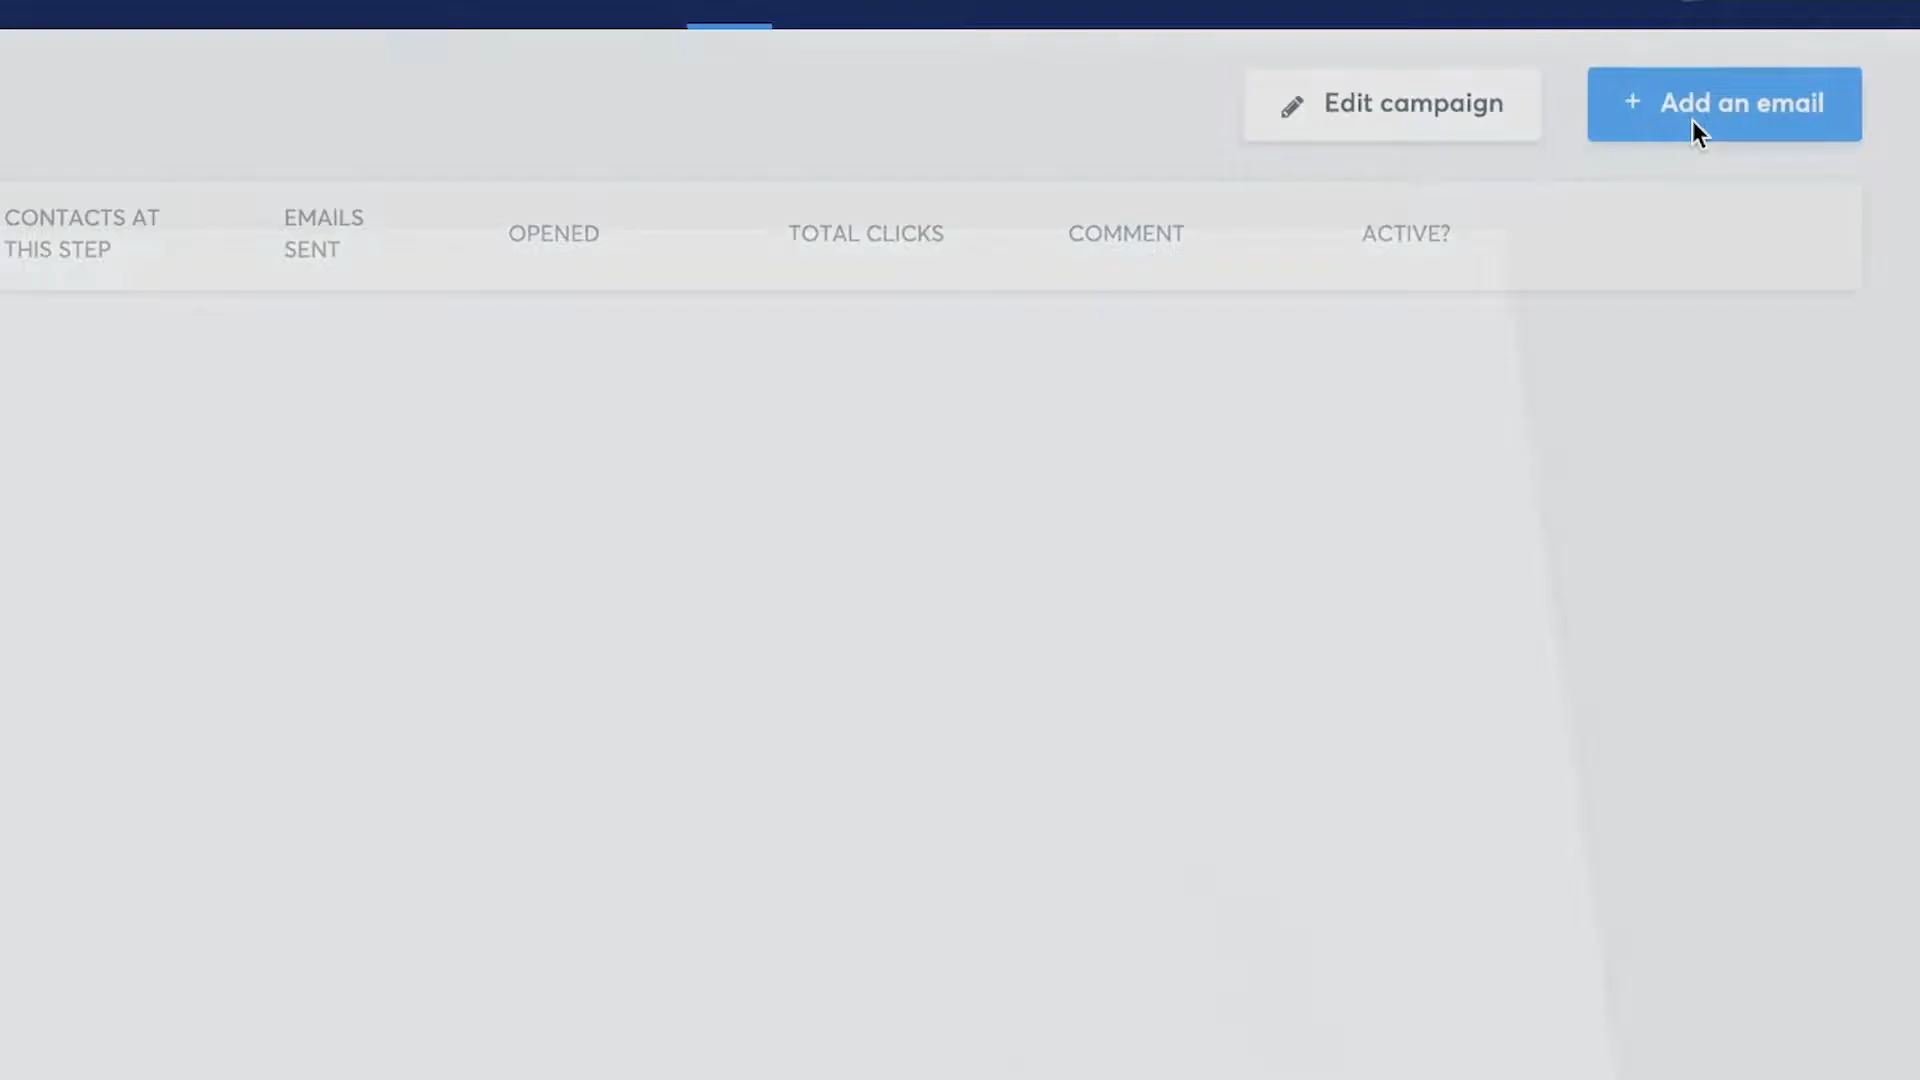 Edit campaign
+ Add an email
CONTACTS AT
THIS STEP
EMAILS
SENT
OPENED
TOTAL CLICKS
COMMENT
ACTIVE?